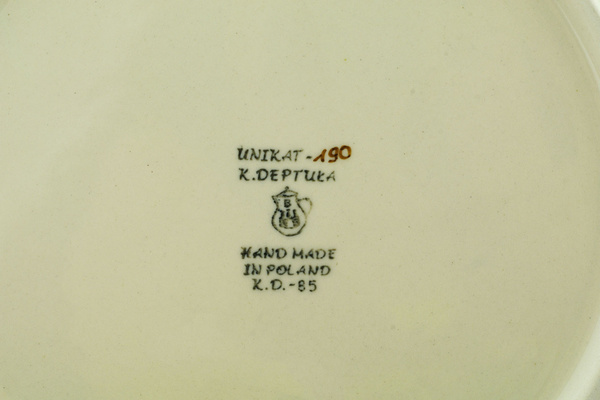 UNIKAT-190
K.DEPTUŁA
HAND MADE
IN POLAND
K.D.-85